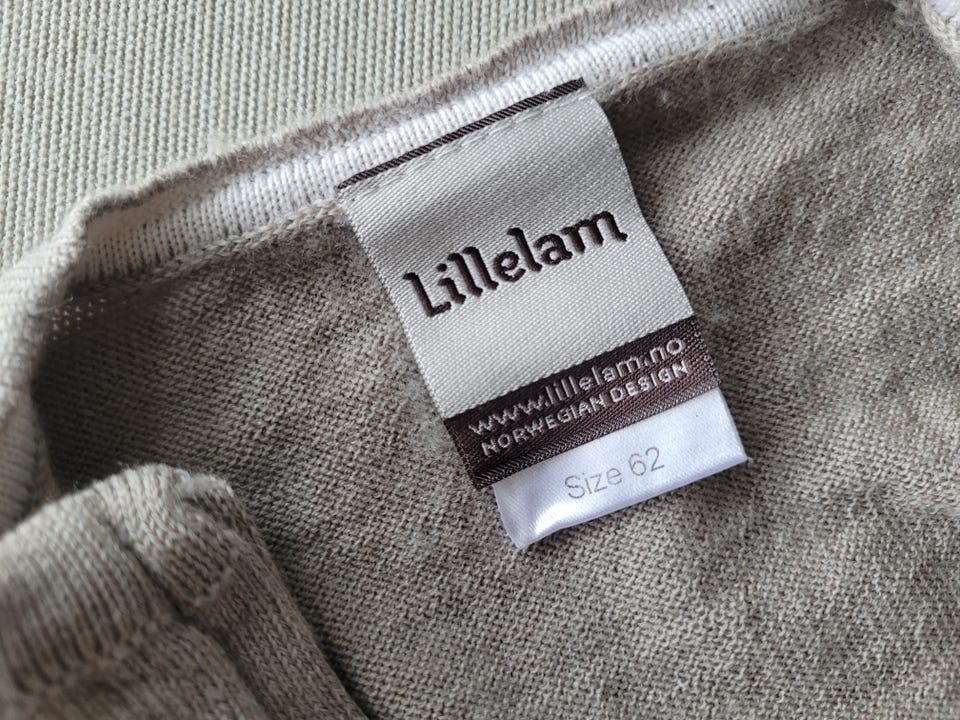 Lillelam
www.lillelam.no
NORWEGIAN DESIGN
Size 62